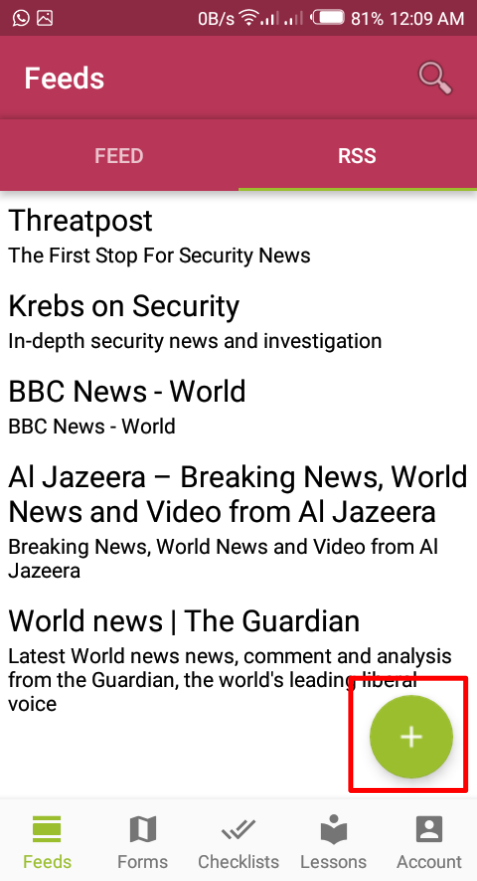 0B/s 81% 12:09 AM
Feeds
FEED RSS
Threatpost
The First Stop For Security News
Krebs on Security
In-depth security news and investigation
BBC News - World
BBC News - World
Al Jazeera – Breaking News, World
News and Video from Al Jazeera
Breaking News, World News and Video from Al
Jazeera
World news | The Guardian
Latest World news news, comment and analysis
from the Guardian, the world's leading liberal
voice
+
Feeds Forms Checklists Lessons Account